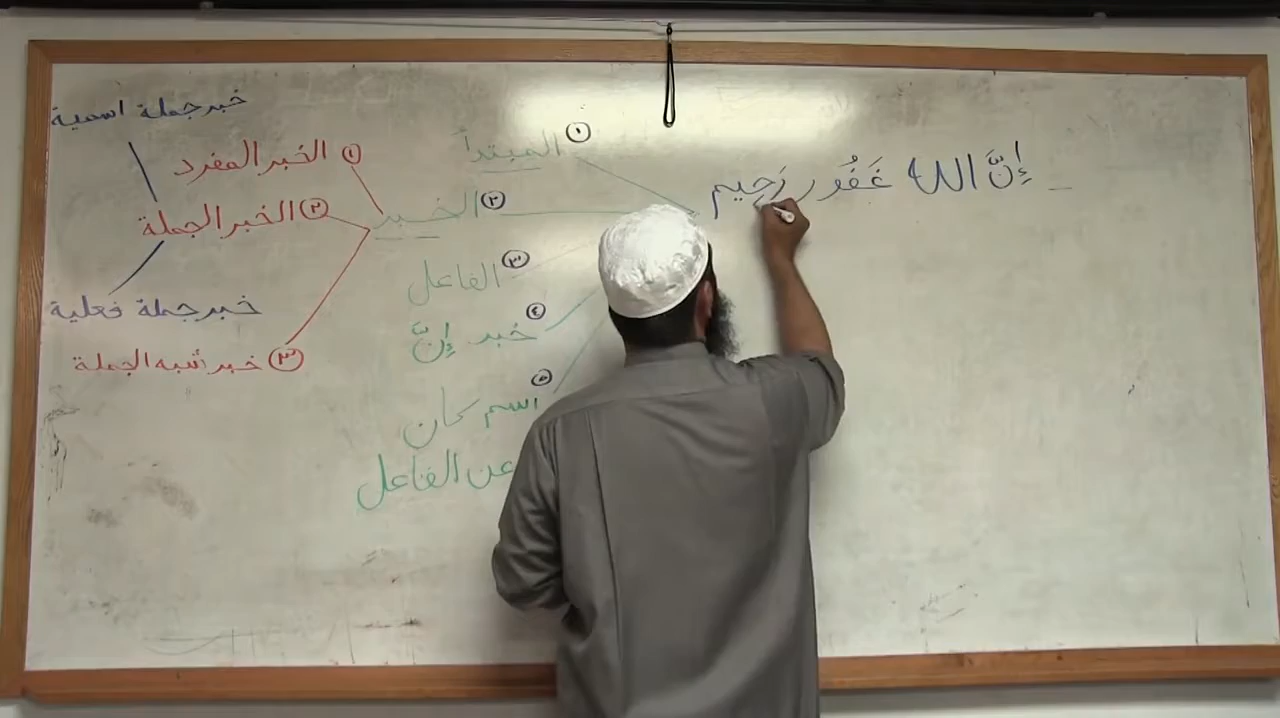 إِنَّ الله غَفُور رَحِيم
١ المبتدأ
٢ الخبر
٣ الفاعل
٤ خبر إنّ
٥ اسم كان
عن الفاعل
١ الخبر المفرد
٢ الخبر الجملة
٣ خبر شبه الجملة
خبر جملة اسمية
خبر جملة فعلية